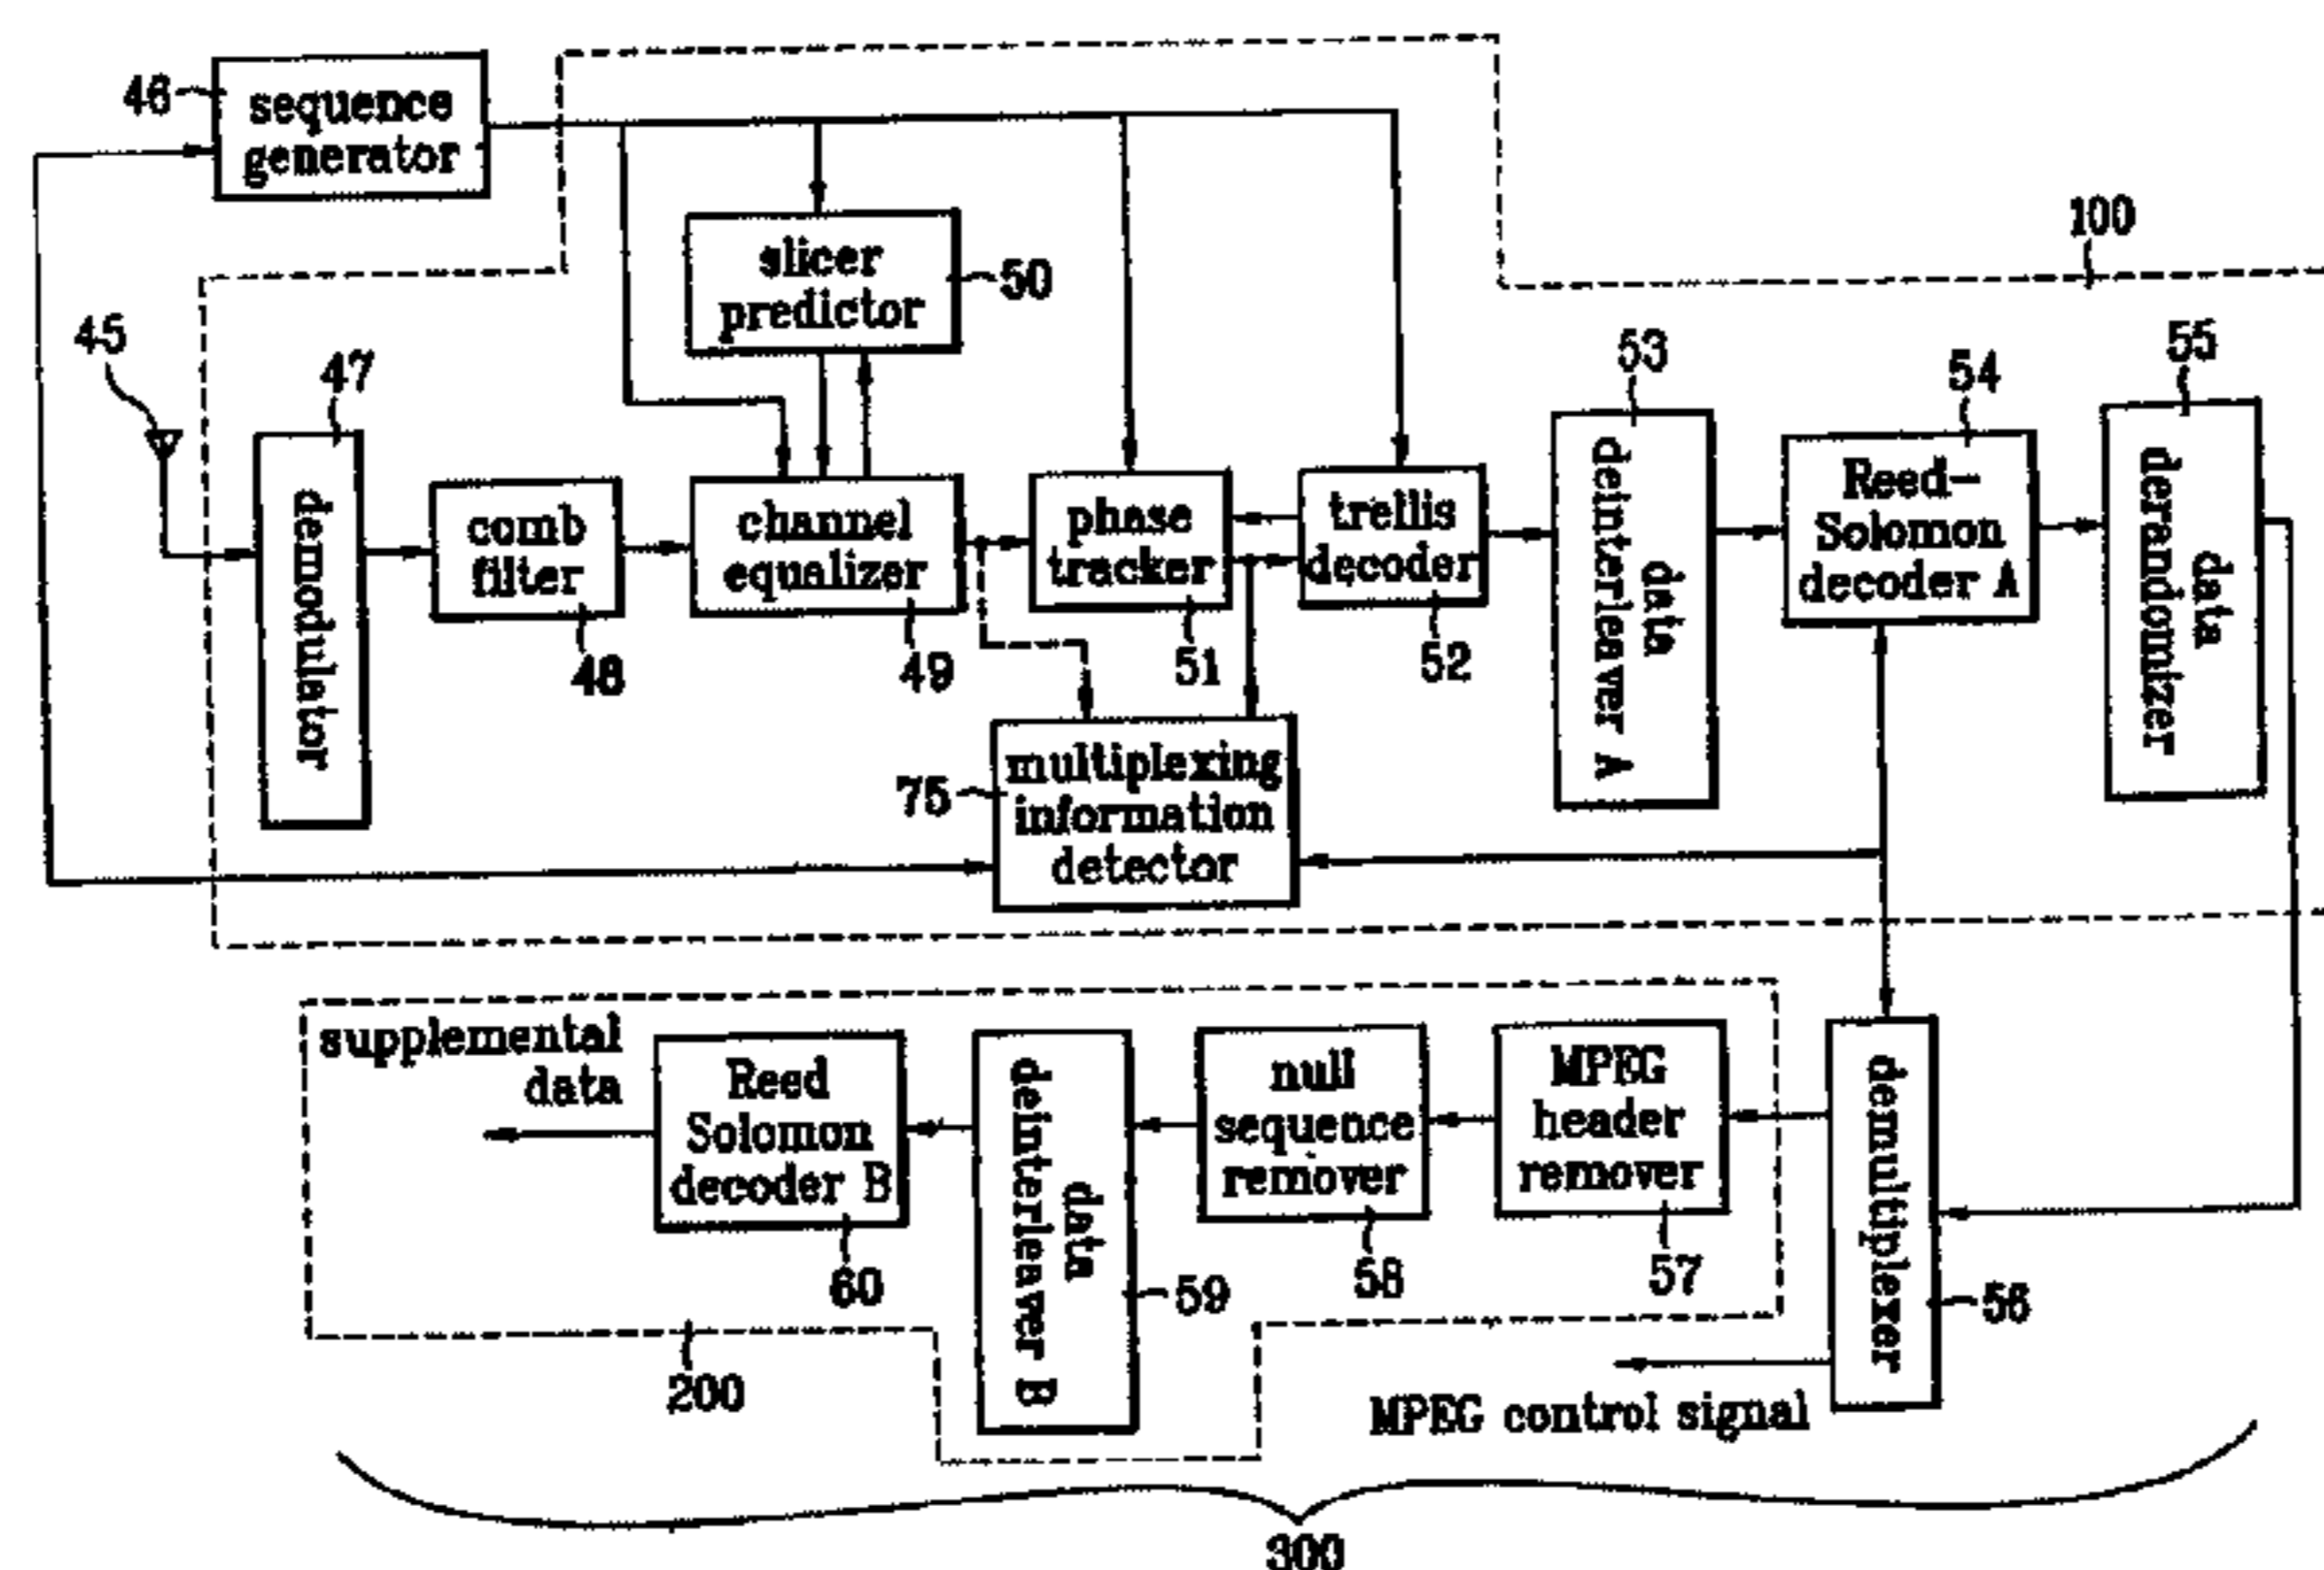 46
sequence
generator
100
slicer
predictor
50
45
47
53
54
55
demodulator
comb
filter
48
channel
equalizer
49
phase
tracker
51
trellis
decoder
52
data
deinterleaver A
Reed-
Solomon
decoder A
data
derandomizer
75
multiplexing
information
detector
supplemental
data
Reed
Solomon
decoder B
60
data
deinterleaver B
59
null
sequence
remover
58
MPEG
header
remover
57
demultiplexer
56
200
MPEG control signal
300